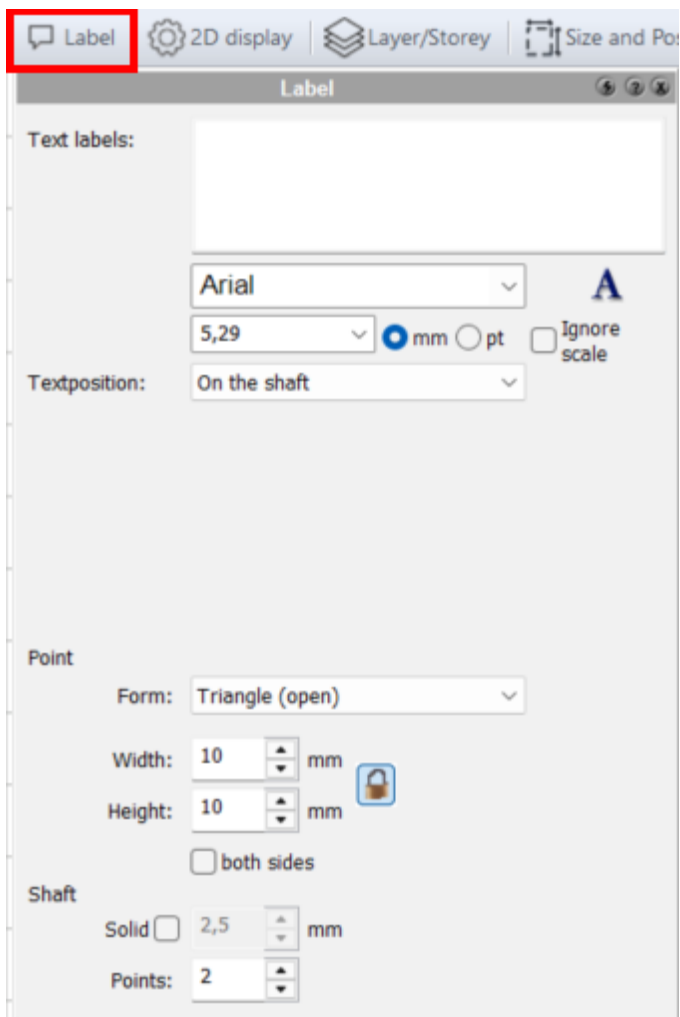 Label 2D display Layer/Storey Size and Pos
Label
Text labels:
Arial A
5,29 mm pt Ignore
scale
Textposition: On the shaft
Point
Form: Triangle (open)
Width: 10 mm
Height: 10 mm
both sides
Shaft
Solid 2,5 mm
Points: 2